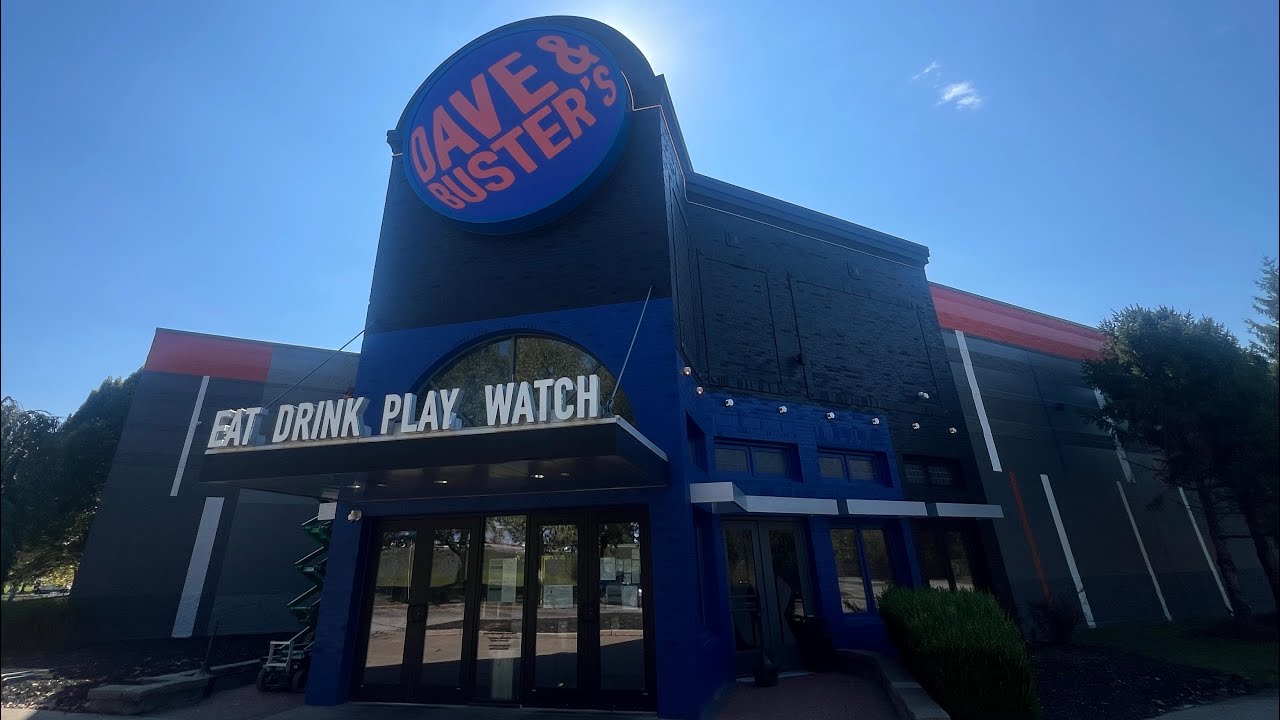 DAVE &
BUSTER'S
EAT DRINK PLAY WATCH